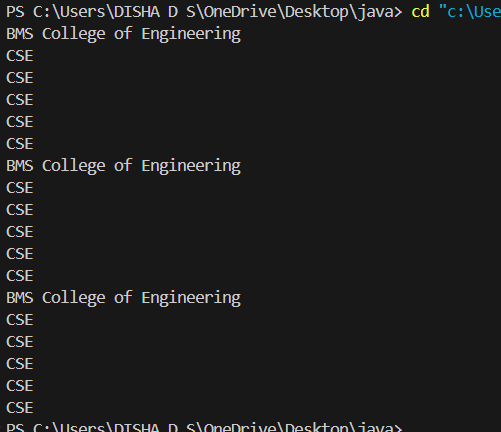 PS C:\Users\DISHA D S\OneDrive\Desktop\java> cd "c:\Use
BMS College of Engineering
CSE
CSE
CSE
CSE
CSE
BMS College of Engineering
CSE
CSE
CSE
CSE
CSE
BMS College of Engineering
CSE
CSE
CSE
CSE
CSE
PS C:\Users\DISHA D S\OneDrive\Desktop\java>